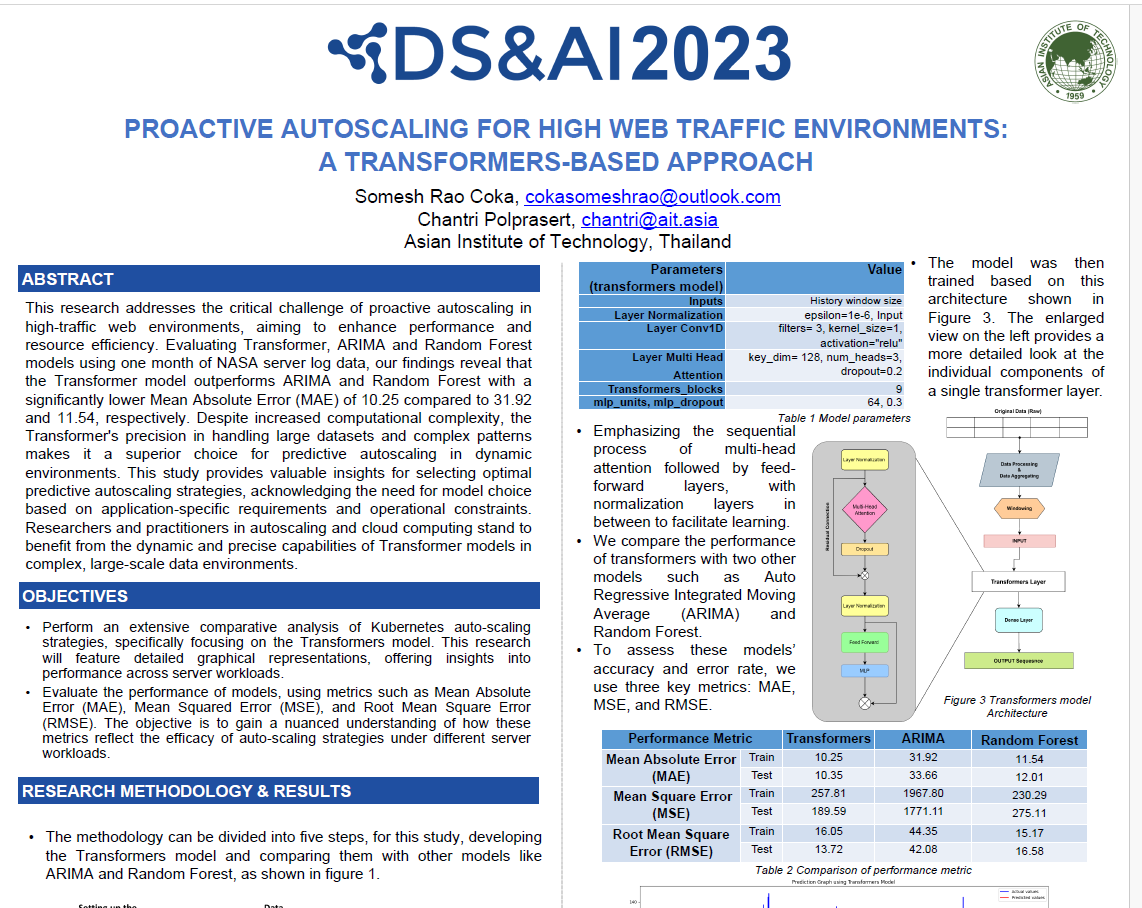 DS&AI2023
ASIAN INSTITUTE OF TECHNOLOGY
1959
PROACTIVE AUTOSCALING FOR HIGH WEB TRAFFIC ENVIRONMENTS:
A TRANSFORMERS-BASED APPROACH
Somesh Rao Coka, cokasomeshrao@outlook.com
Chantri Polprasert, chantri@ait.asia
Asian Institute of Technology, Thailand
ABSTRACT
This research addresses the critical challenge of proactive autoscaling in
high-traffic web environments, aiming to enhance performance and
resource efficiency. Evaluating Transformer, ARIMA and Random Forest
models using one month of NASA server log data, our findings reveal that
the Transformer model outperforms ARIMA and Random Forest with a
significantly lower Mean Absolute Error (MAE) of 10.25 compared to 31.92
and 11.54, respectively. Despite increased computational complexity, the
Transformer's precision in handling large datasets and complex patterns
makes it a superior choice for predictive autoscaling in dynamic
environments. This study provides valuable insights for selecting optimal
predictive autoscaling strategies, acknowledging the need for model choice
based on application-specific requirements and operational constraints.
Researchers and practitioners in autoscaling and cloud computing stand to
benefit from the dynamic and precise capabilities of Transformer models in
complex, large-scale data environments.
OBJECTIVES
• Perform an extensive comparative analysis of Kubernetes auto-scaling
strategies, specifically focusing on the Transformers model. This research
will feature detailed graphical representations, offering insights into
performance across server workloads.
• Evaluate the performance of models, using metrics such as Mean Absolute
Error (MAE), Mean Squared Error (MSE), and Root Mean Square Error
(RMSE). The objective is to gain a nuanced understanding of how these
metrics reflect the efficacy of auto-scaling strategies under different server
workloads.
RESEARCH METHODOLOGY & RESULTS
• The methodology can be divided into five steps, for this study, developing
the Transformers model and comparing them with other models like
ARIMA and Random Forest, as shown in figure 1.
Setting up the
Data
Parameters (transformers model) Value
Inputs History window size
Layer Normalization epsilon=1e-6, Input
Layer Conv1D filters= 3, kernel_size=1,
activation="relu"
Layer Multi Head Attention key_dim= 128, num_heads=3,
dropout=0.2
Transformers_blocks 9
mlp_units, mlp_dropout 64, 0.3
Table 1 Model parameters
• Emphasizing the sequential
process of multi-head
attention followed by feed-
forward layers, with
normalization layers in
between to facilitate learning.
• We compare the performance
of transformers with two other
models such as Auto
Regressive Integrated Moving
Average (ARIMA) and
Random Forest.
• To assess these models'
accuracy and error rate, we
use three key metrics: MAE,
MSE, and RMSE.
• The model was then
trained based on this
architecture shown in
Figure 3. The enlarged
view on the left provides a
more detailed look at the
individual components of
a single transformer layer.
Layer Normalization
Multi-Head
Attention
Residual Connection
Dropout
Layer Normalization
Feed Forward
MLP
Original Data (Raw)
Data Processing
&
Data Aggregating
Windowing
INPUT
Transformers Layer
Dense Layer
OUTPUT Sequesnce
Figure 3 Transformers model
Architecture
Performance Metric Transformers ARIMA Random Forest
Mean Absolute Error (MAE) Train 10.25 31.92 11.54
Test 10.35 33.66 12.01
Mean Square Error (MSE) Train 257.81 1967.80 230.29
Test 189.59 1771.11 275.11
Root Mean Square Error (RMSE) Train 16.05 44.35 15.17
Test 13.72 42.08 16.58
Table 2 Comparison of performance metric
Prediction Graph using Transformers Model
Actual values
Predicted values
140